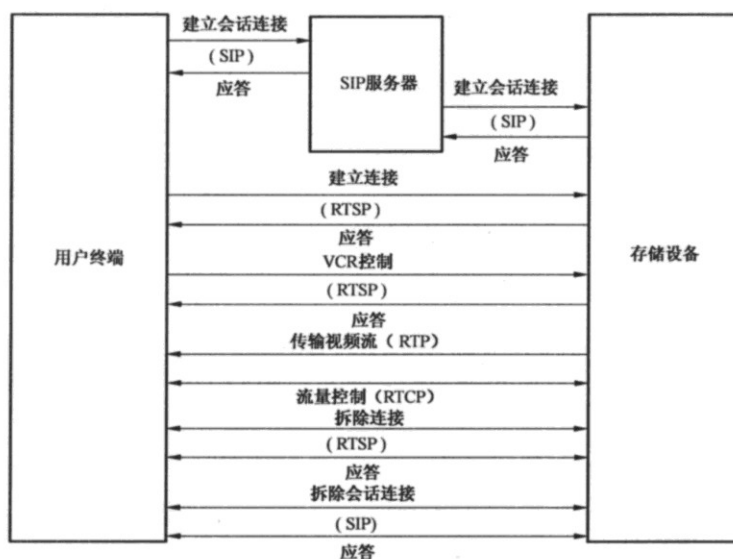 建立会话连接
(SIP)
应答
SIP服务器
建立会话连接
(SIP)
应答
建立连接
(RTSP)
应答
用户终端
存储设备
VCR控制
(RTSP)
应答
传输视频流（RTP）
流量控制（RTCP）
拆除连接
(RTSP)
应答
拆除会话连接
(SIP)
应答